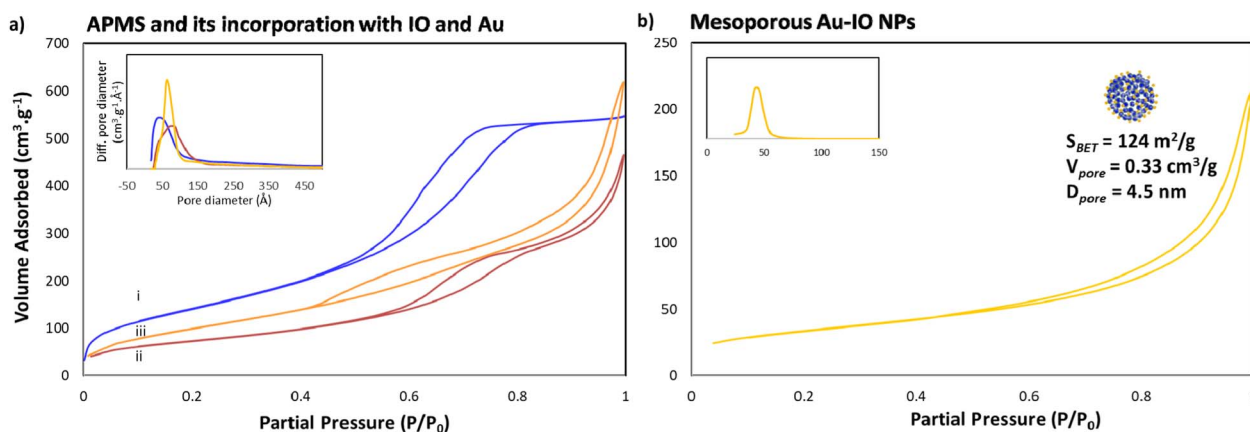 a)
APMS and its incorporation with IO and Au
700
600
500
400
300
200
100
0
Volume Adsorbed (cm³·g⁻¹)
Diff. pore diameter
(cm³·g⁻¹·Å⁻¹)
-50 50 150 250 350 450
Pore diameter (Å)
i
iii
ii
0 0.2 0.4 0.6 0.8 1
Partial Pressure (P/P₀)
b)
Mesoporous Au-IO NPs
250
200
150
100
50
0
0 50 100 150
S_BET = 124 m²/g
V_pore = 0.33 cm³/g
D_pore = 4.5 nm
0 0.2 0.4 0.6 0.8 1
Partial Pressure (P/P₀)